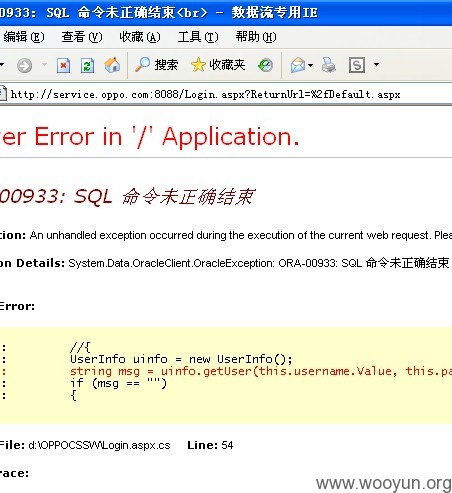 00933: SQL 命令未正确结束<br> - 数据流专用IE
编辑(E) 查看(V) 收藏(A) 工具(T) 帮助(H)
搜索 收藏夹
http://service.oppo.com:8088/Login.aspx?ReturnUrl=%2fDefault.aspx
er Error in '/' Application.
00933: SQL 命令未正确结束
tion: An unhandled exception occurred during the execution of the current web request. Plea
on Details: System.Data.OracleClient.OracleException: ORA-00933: SQL 命令未正确结束
Error:
: //{
: UserInfo uinfo = new UserInfo();
: string msg = uinfo.getUser(this.username.Value, this.pa
: if (msg == "")
: {
File: d:\OPPOCSSW\Login.aspx.cs Line: 54
race:
www.wooyun.org